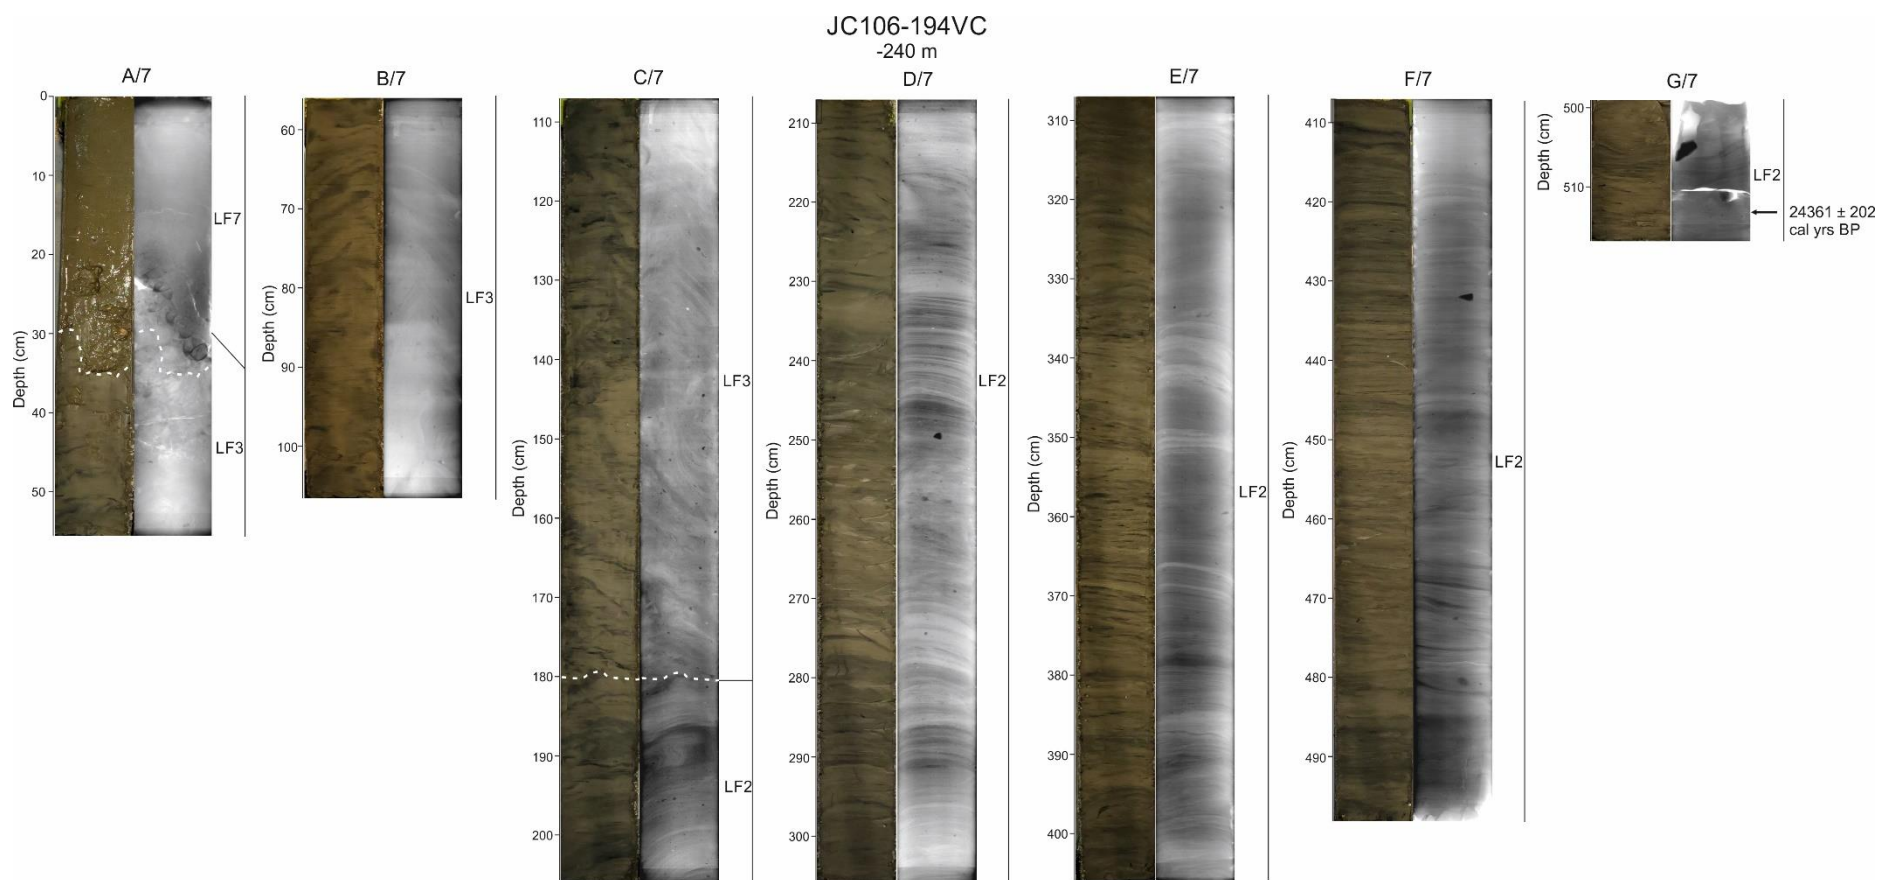 JC106-194VC
-240 m
A/7
Depth (cm)
0
10
20
30
40
50
LF7
LF3
B/7
Depth (cm)
60
70
80
90
100
LF3
C/7
Depth (cm)
110
120
130
140
150
160
170
180
190
200
LF3
LF2
D/7
Depth (cm)
210
220
230
240
250
260
270
280
290
300
LF2
E/7
Depth (cm)
310
320
330
340
350
360
370
380
390
400
LF2
F/7
Depth (cm)
410
420
430
440
450
460
470
480
490
LF2
G/7
Depth (cm)
500
510
LF2
24361 ± 202
cal yrs BP